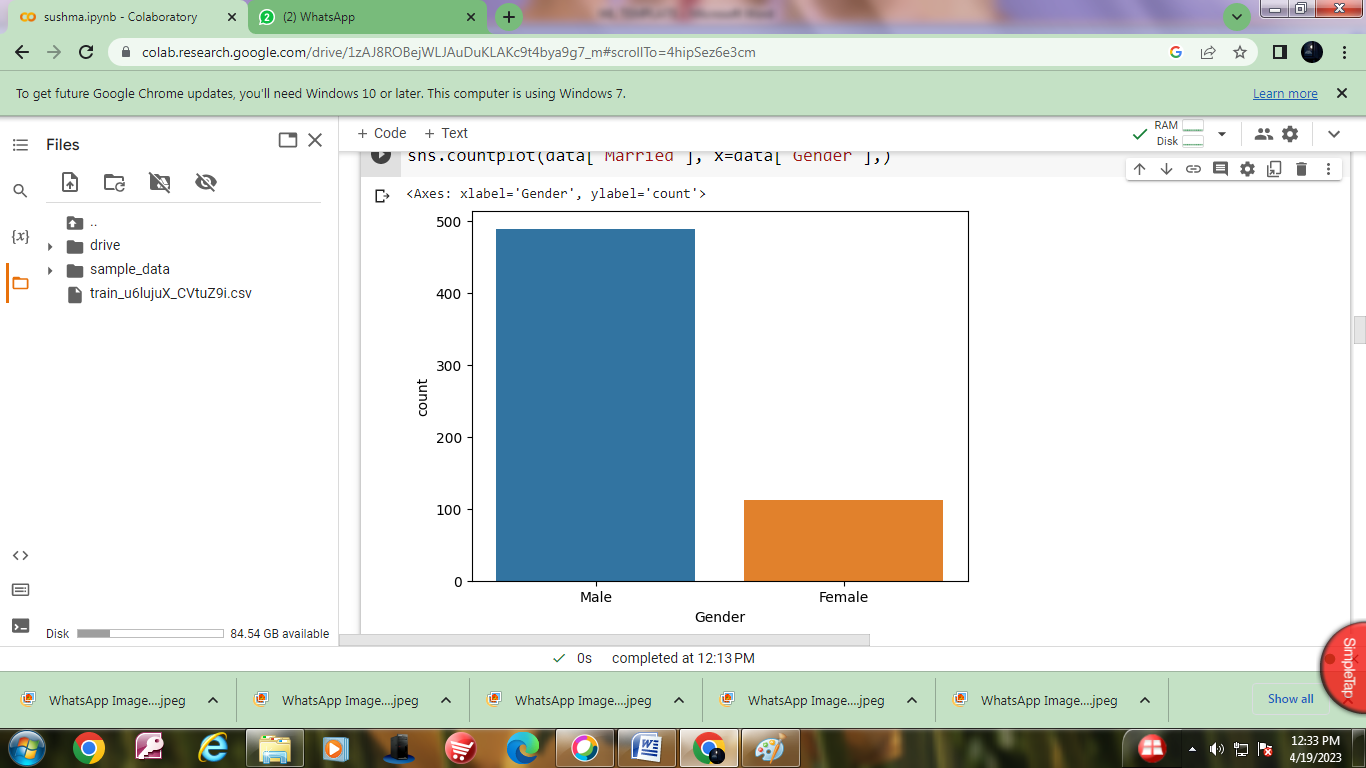 sushma.ipynb - Colaboratory
(2) WhatsApp
colab.research.google.com/drive/1zAJ8ROBejWLJAuDuKLAKc9t4bya9g7_m#scrollTo=4hipSez6e3cm
To get future Google Chrome updates, you'll need Windows 10 or later. This computer is using Windows 7.
Learn more
Files
+ Code + Text
RAM
Disk
sns.countplot(data['Married'], x=data['Gender'],)
{x}
..
drive
sample_data
train_u6lujuX_CVtuZ9i.csv
<Axes: xlabel='Gender', ylabel='count'>
500
400
300
200
100
0
count
Male
Female
Gender
Disk
84.54 GB available
0s completed at 12:13 PM
SimpleTap
WhatsApp Image....jpeg
WhatsApp Image....jpeg
WhatsApp Image....jpeg
WhatsApp Image....jpeg
WhatsApp Image....jpeg
Show all
12:33 PM
4/19/2023